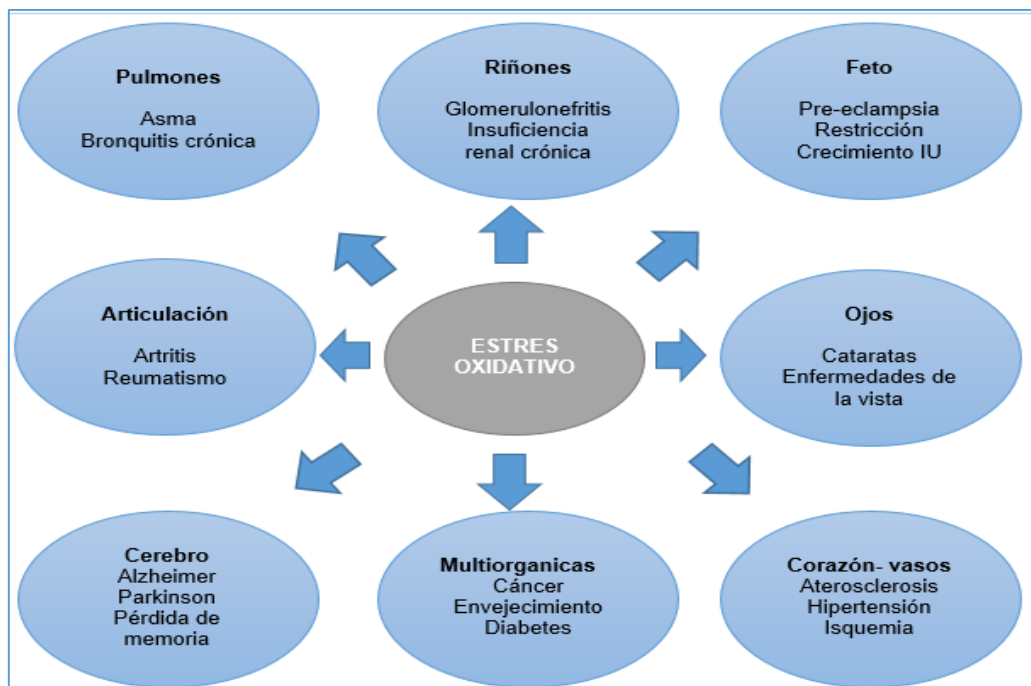 Pulmones
Asma
Bronquitis crónica
Riñones
Glomerulonefritis
Insuficiencia
renal crónica
Feto
Pre-eclampsia
Restricción
Crecimiento IU
Articulación
Artritis
Reumatismo
ESTRES
OXIDATIVO
Ojos
Cataratas
Enfermedades de
la vista
Cerebro
Alzheimer
Parkinson
Pérdida de
memoria
Multiorganicas
Cáncer
Envejecimiento
Diabetes
Corazón- vasos
Aterosclerosis
Hipertensión
Isquemia